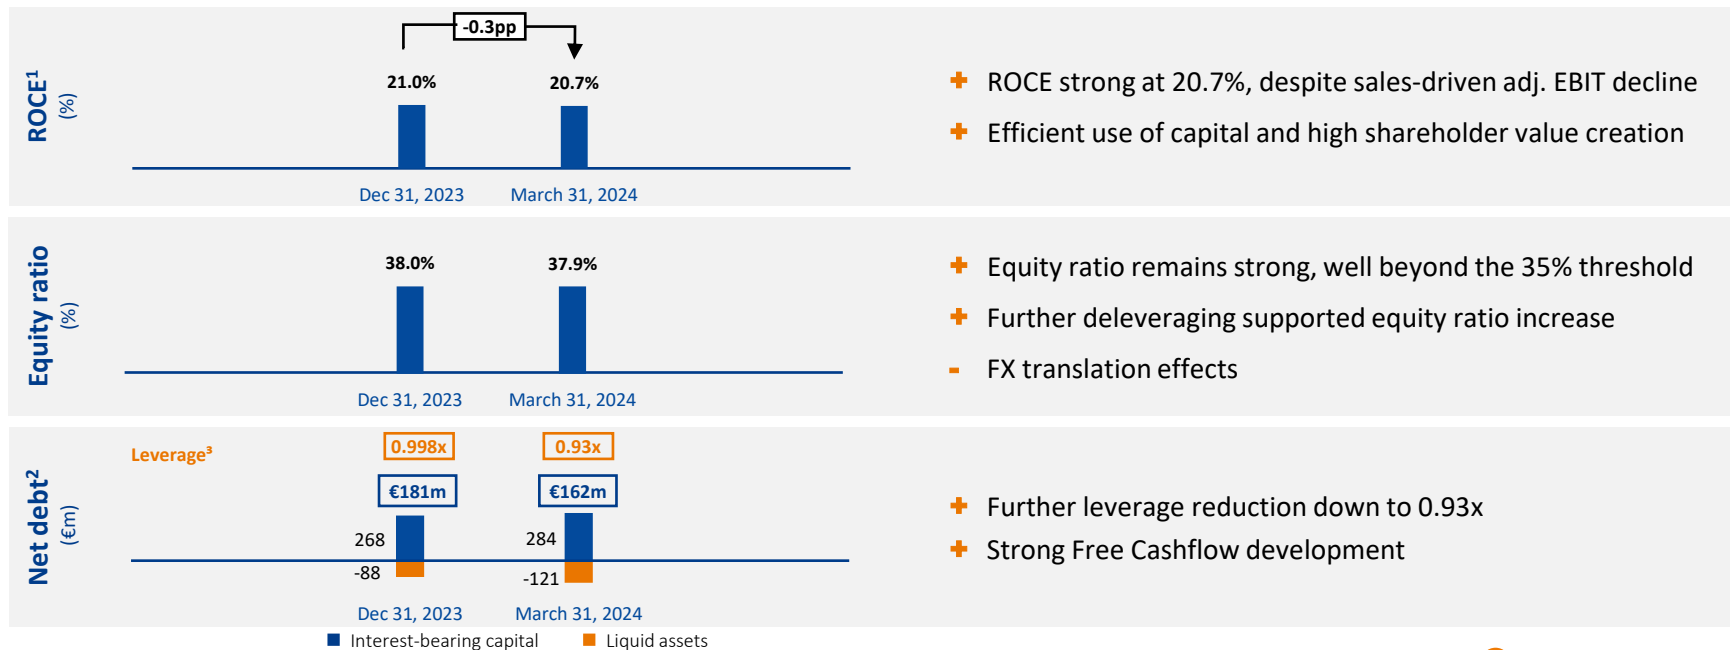 ROCE¹
(%)
-0.3pp
21.0%
20.7%
Dec 31, 2023
March 31, 2024
+ ROCE strong at 20.7%, despite sales-driven adj. EBIT decline
+ Efficient use of capital and high shareholder value creation
Equity ratio
(%)
38.0%
37.9%
Dec 31, 2023
March 31, 2024
+ Equity ratio remains strong, well beyond the 35% threshold
+ Further deleveraging supported equity ratio increase
- FX translation effects
Net debt²
(€m)
Leverage³
0.998x
0.93x
€181m
€162m
268
284
-88
-121
Dec 31, 2023
March 31, 2024
Interest-bearing capital
Liquid assets
+ Further leverage reduction down to 0.93x
+ Strong Free Cashflow development